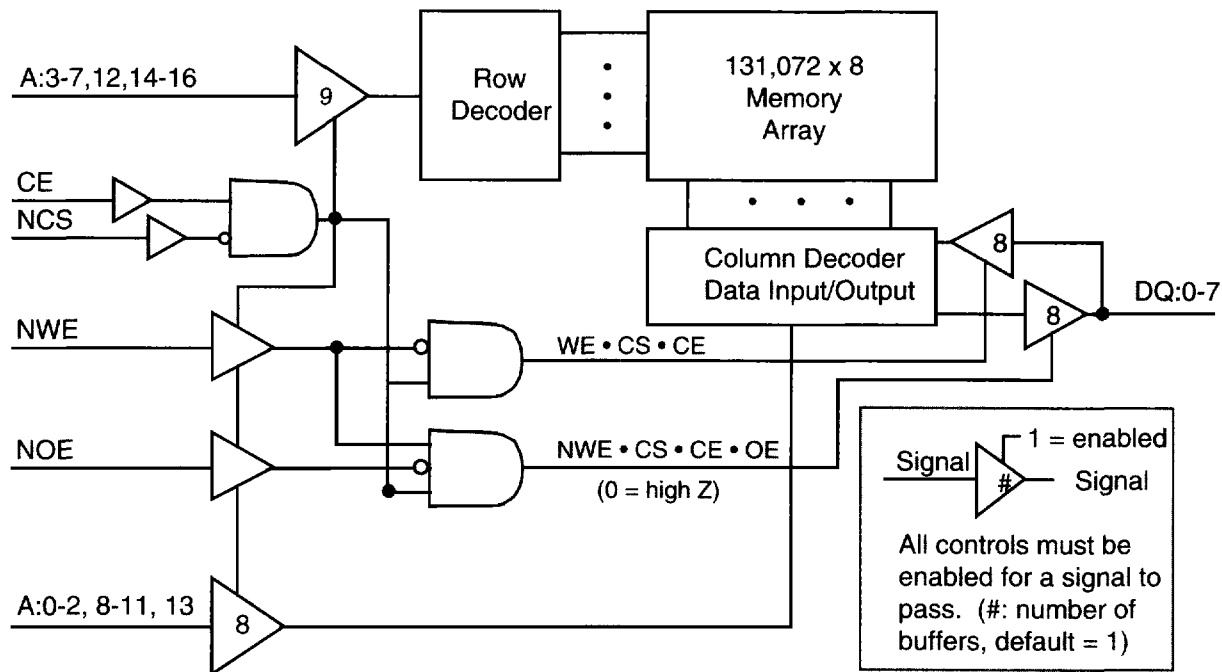 A:3-7,12,14-16
9
Row
Decoder
131,072 x 8
Memory
Array
CE
NCS
Column Decoder
Data Input/Output
8
8
DQ:0-7
NWE
WE • CS • CE
NOE
NWE • CS • CE • OE
(0 = high Z)
A:0-2, 8-11, 13
8
1 = enabled
Signal
#
Signal
All controls must be
enabled for a signal to
pass. (#: number of
buffers, default = 1)